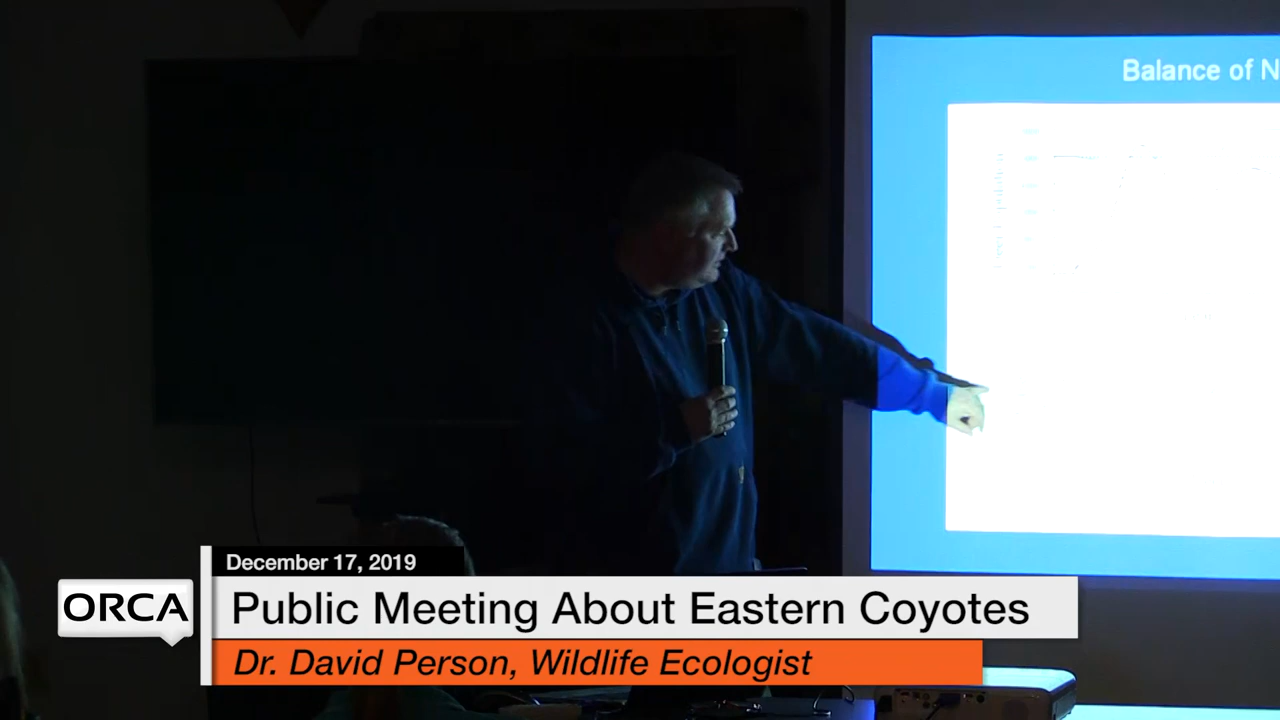 Balance of N
December 17, 2019
ORCA
Public Meeting About Eastern Coyotes
Dr. David Person, Wildlife Ecologist